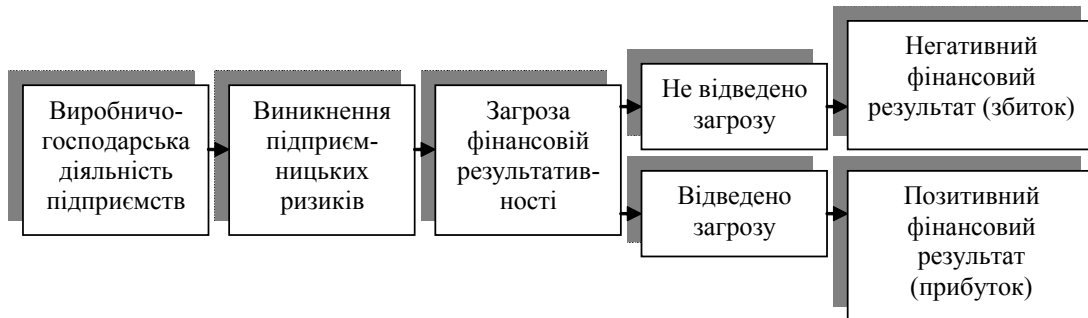 Виробничо-
господарська
діяльність
підприємств
Виникнення
підприєм-
ницьких
ризиків
Загроза
фінансовій
результатив-
ності
Не відведено
загрозу
Негативний
фінансовий
результат (збиток)
Відведено
загрозу
Позитивний
фінансовий
результат
(прибуток)